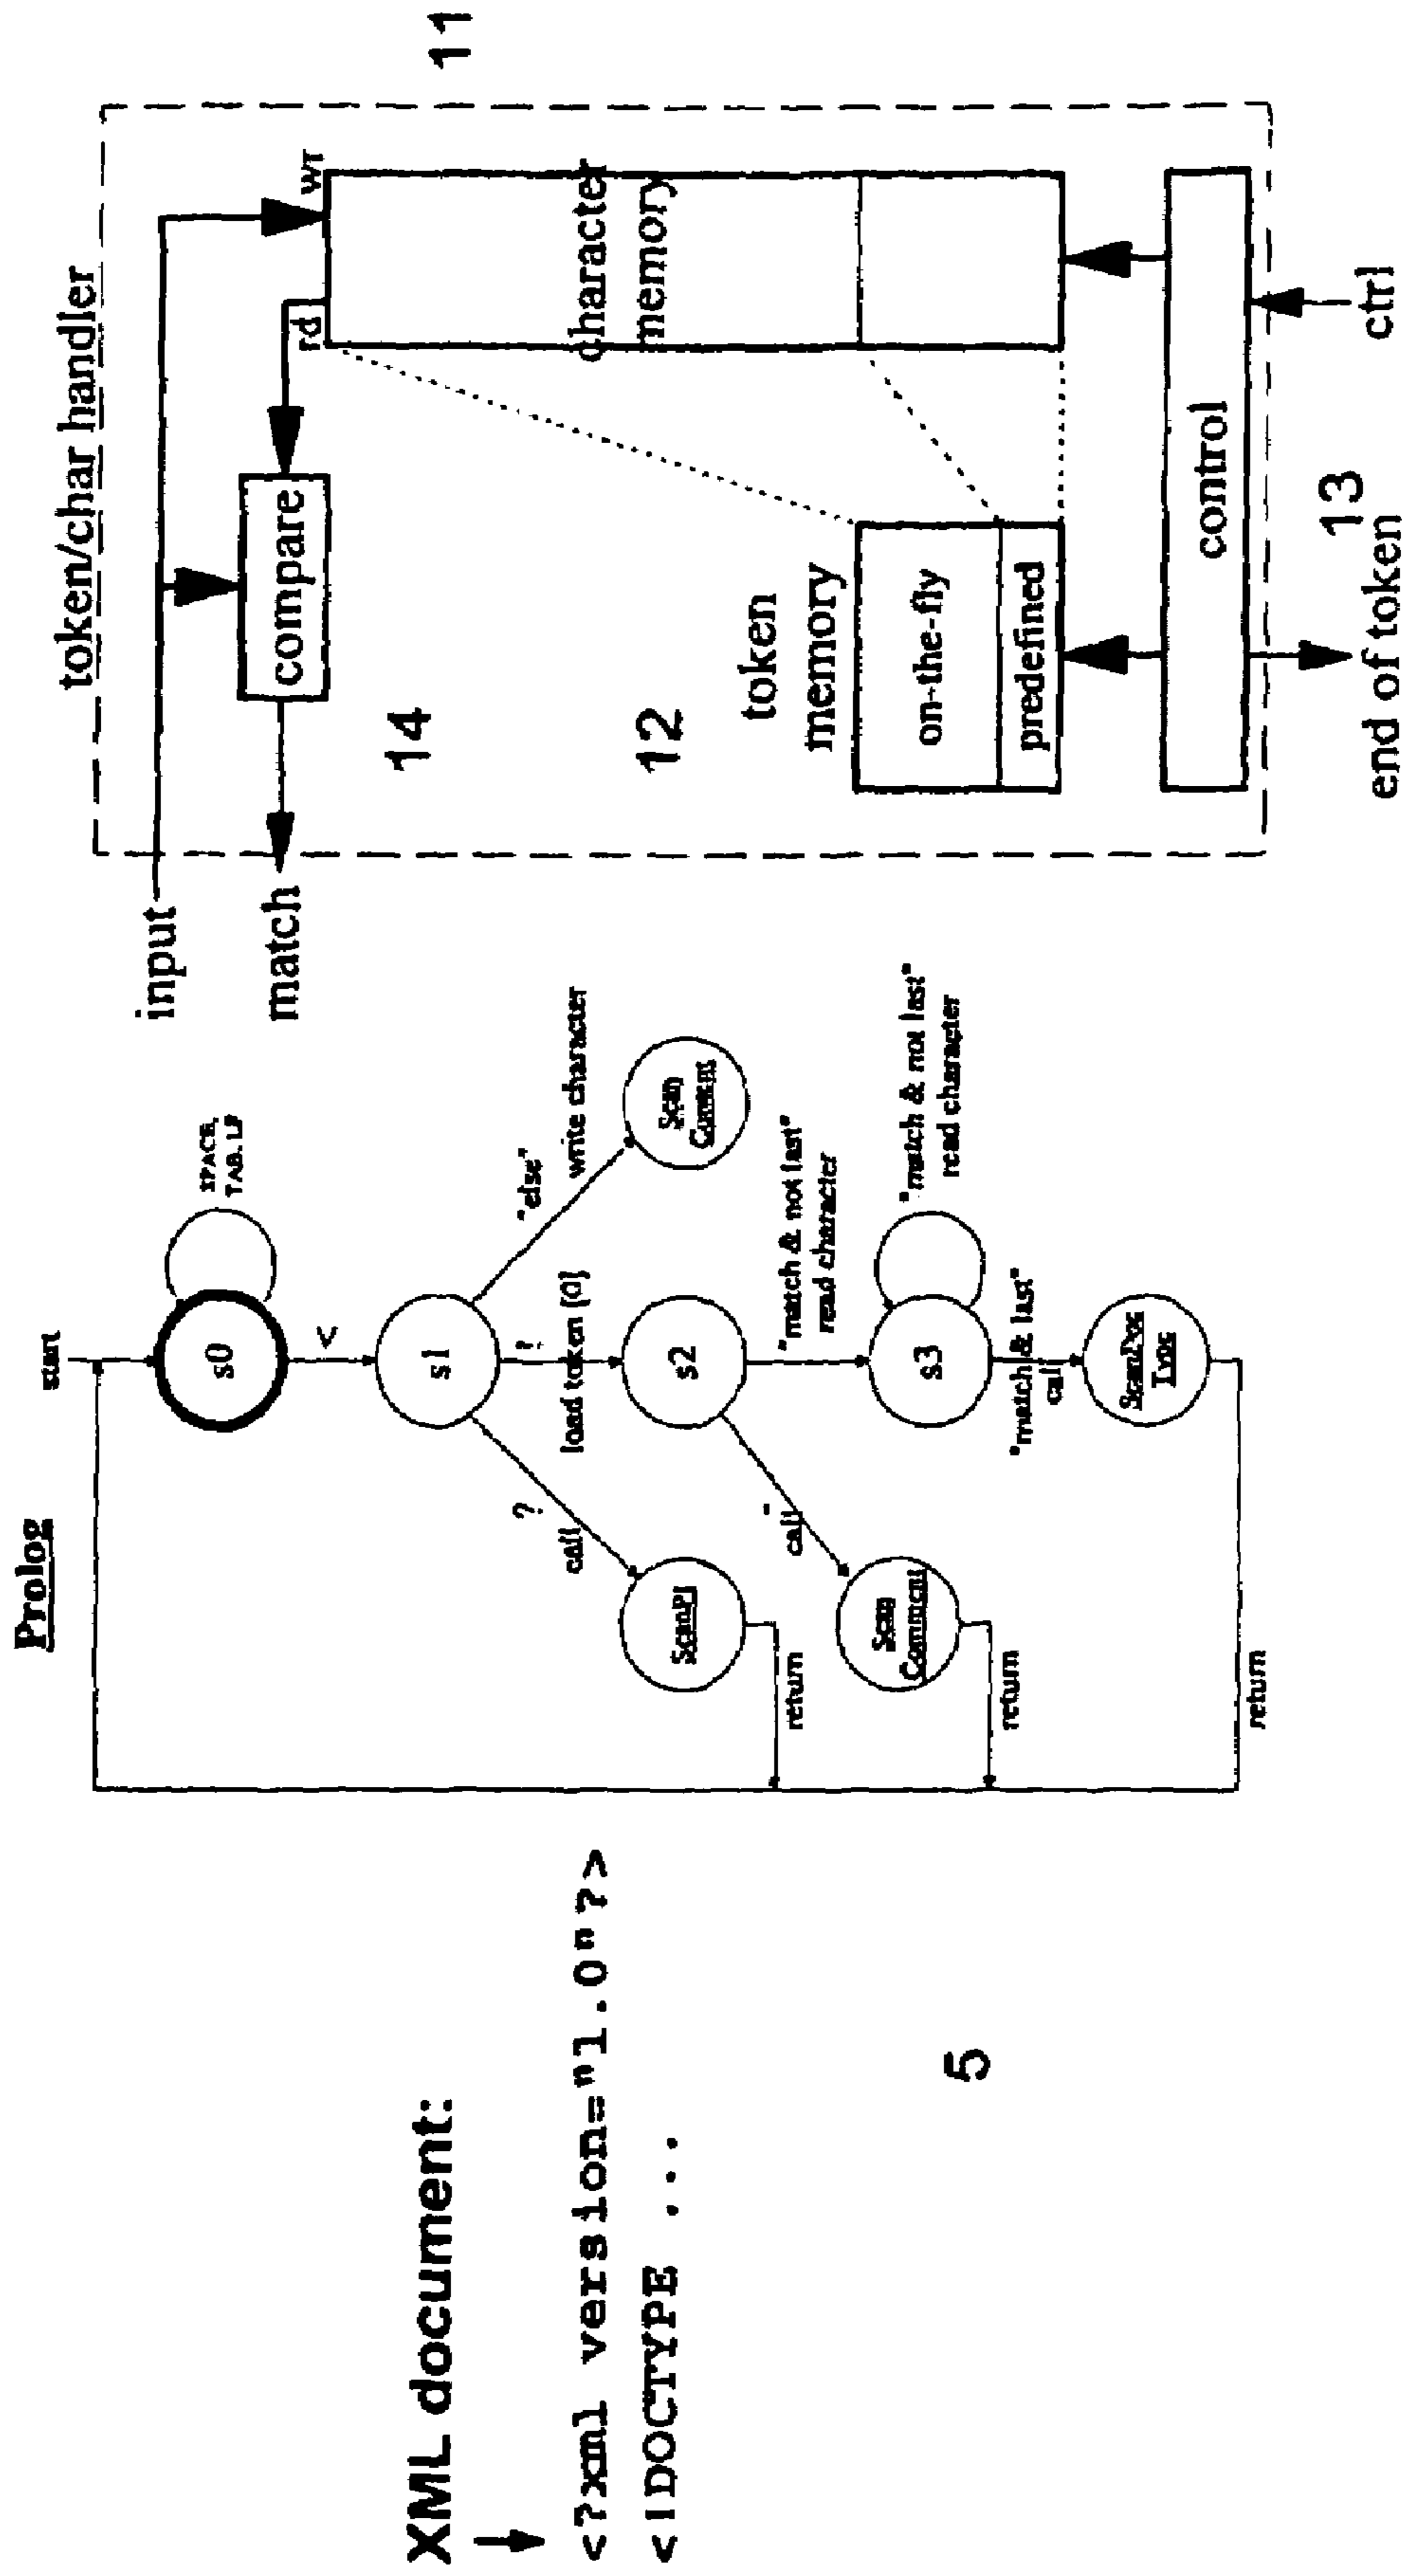 XML document:
<?xml version="1.0"?>
<!DOCTYPE ...
5
Prolog
start
s0
SPACE,
TAB, LF
<
s1
?
call
ScanPI
return
load token [0]
"else"
write character
Scan
Content
s2
-
call
Scan
Comment
return
"match & not last"
read character
s3
"match & not last"
read character
"match & last"
call
ScanDoc
Type
return
token/char handler
input
match
compare
rd
wr
14
11
character
memory
12
token
memory
on-the-fly
predefined
control
13
end of token
ctrl